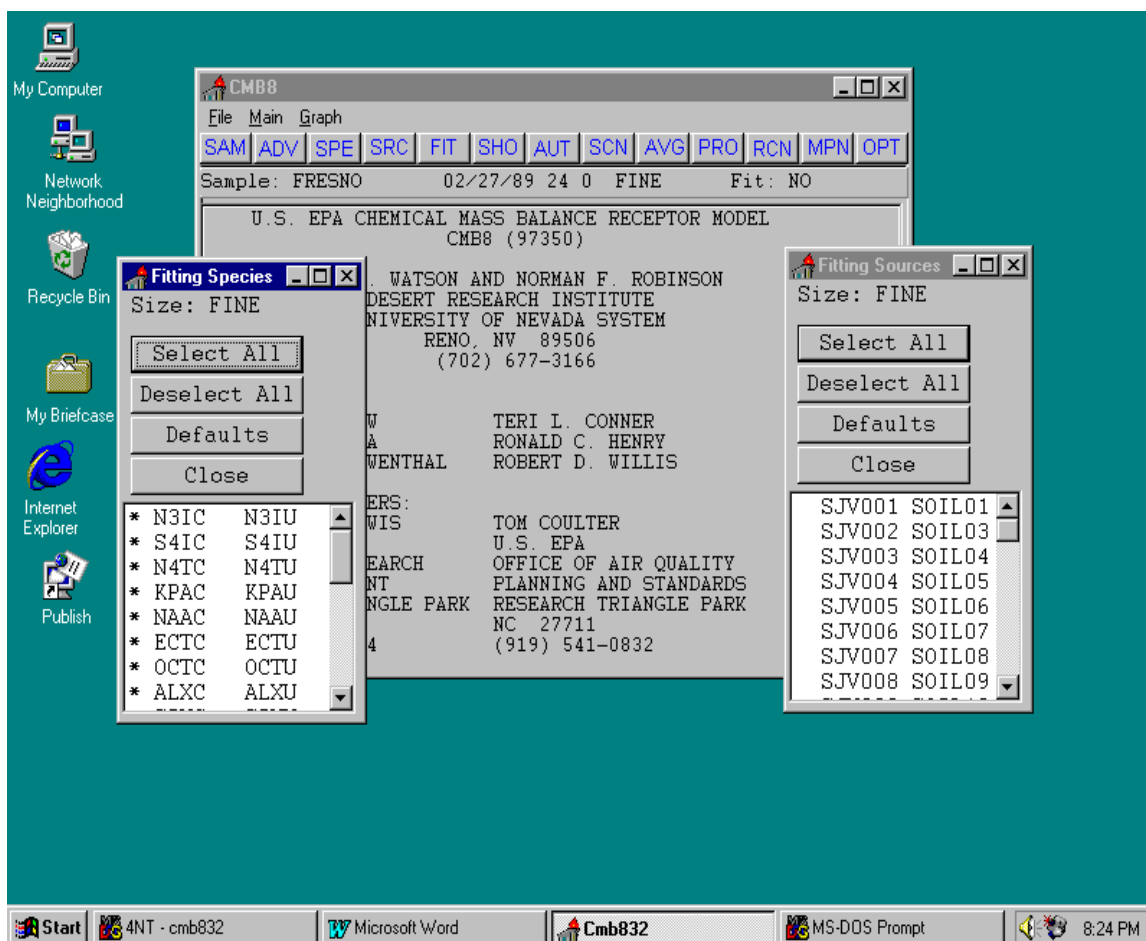 My Computer
Network
Neighborhood
Recycle Bin
My Briefcase
Internet
Explorer
Publish
CMB8
File Main Graph
SAM ADV SPE SRC FIT SHO AUT SCN AVG PRO RCN MPN OPT
Sample: FRESNO 02/27/89 24 0 FINE Fit: NO
U.S. EPA CHEMICAL MASS BALANCE RECEPTOR MODEL
CMB8 (97350)
. WATSON AND NORMAN F. ROBINSON
DESERT RESEARCH INSTITUTE
NIVERSITY OF NEVADA SYSTEM
RENO, NV 89506
(702) 677-3166
W TERI L. CONNER
A RONALD C. HENRY
WENTHAL ROBERT D. WILLIS
ERS:
WIS TOM COULTER
U.S. EPA
EARCH OFFICE OF AIR QUALITY
NT PLANNING AND STANDARDS
NGLE PARK RESEARCH TRIANGLE PARK
NC 27711
4 (919) 541-0832
Fitting Species
Size: FINE
Select All
Deselect All
Defaults
Close
* N3IC N3IU
* S4IC S4IU
* N4TC N4TU
* KPAC KPAU
* NAAC NAAU
* ECTC ECTU
* OCTC OCTU
* ALXC ALXU
Fitting Sources
Size: FINE
Select All
Deselect All
Defaults
Close
SJV001 SOIL01
SJV002 SOIL03
SJV003 SOIL04
SJV004 SOIL05
SJV005 SOIL06
SJV006 SOIL07
SJV007 SOIL08
SJV008 SOIL09
Start 4NT - cmb832 Microsoft Word Cmb832 MS-DOS Prompt 8:24 PM